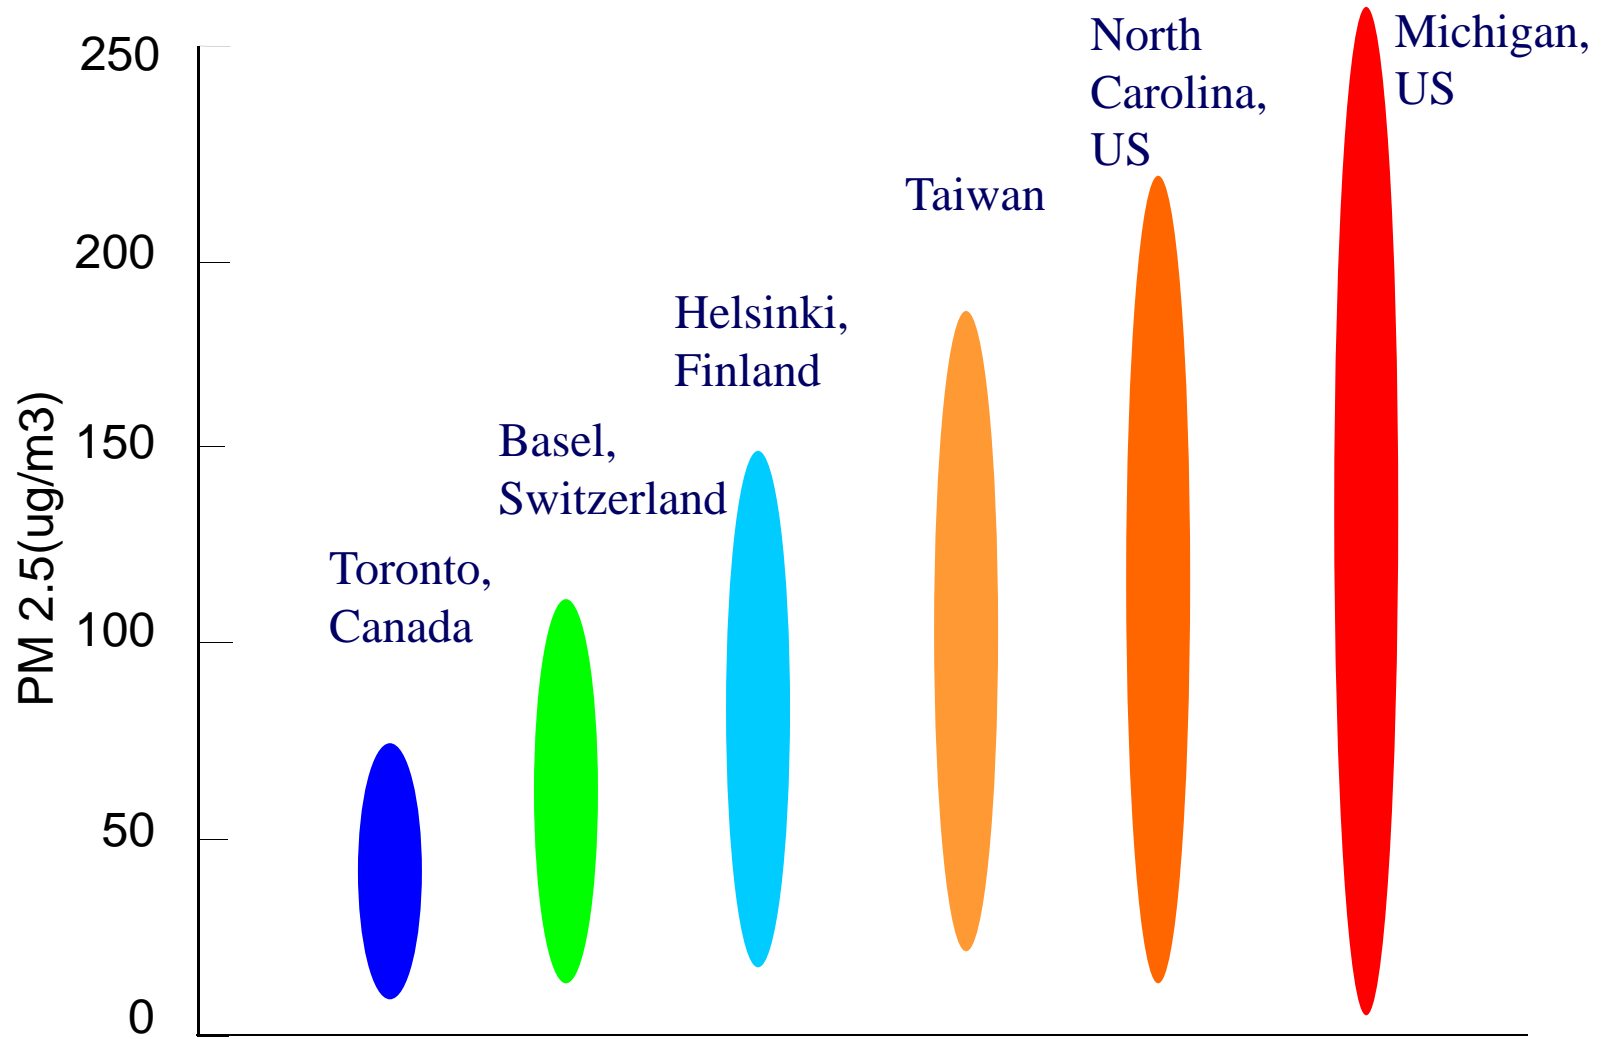 250
200
150
100
50
0
PM 2.5(ug/m3)
Toronto,
Canada
Basel,
Switzerland
Helsinki,
Finland
Taiwan
North
Carolina,
US
Michigan,
US